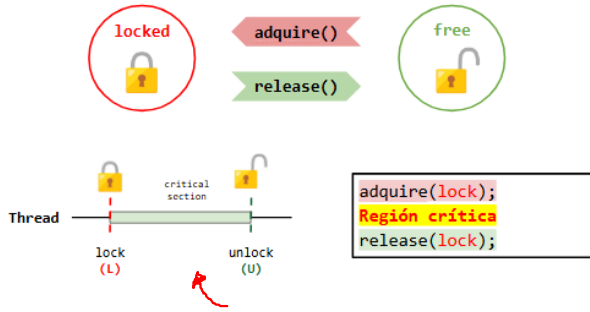 locked
adquire()
free
release()
critical
section
Thread
lock
(L)
unlock
(U)
adquire(lock);
Región crítica
release(lock);